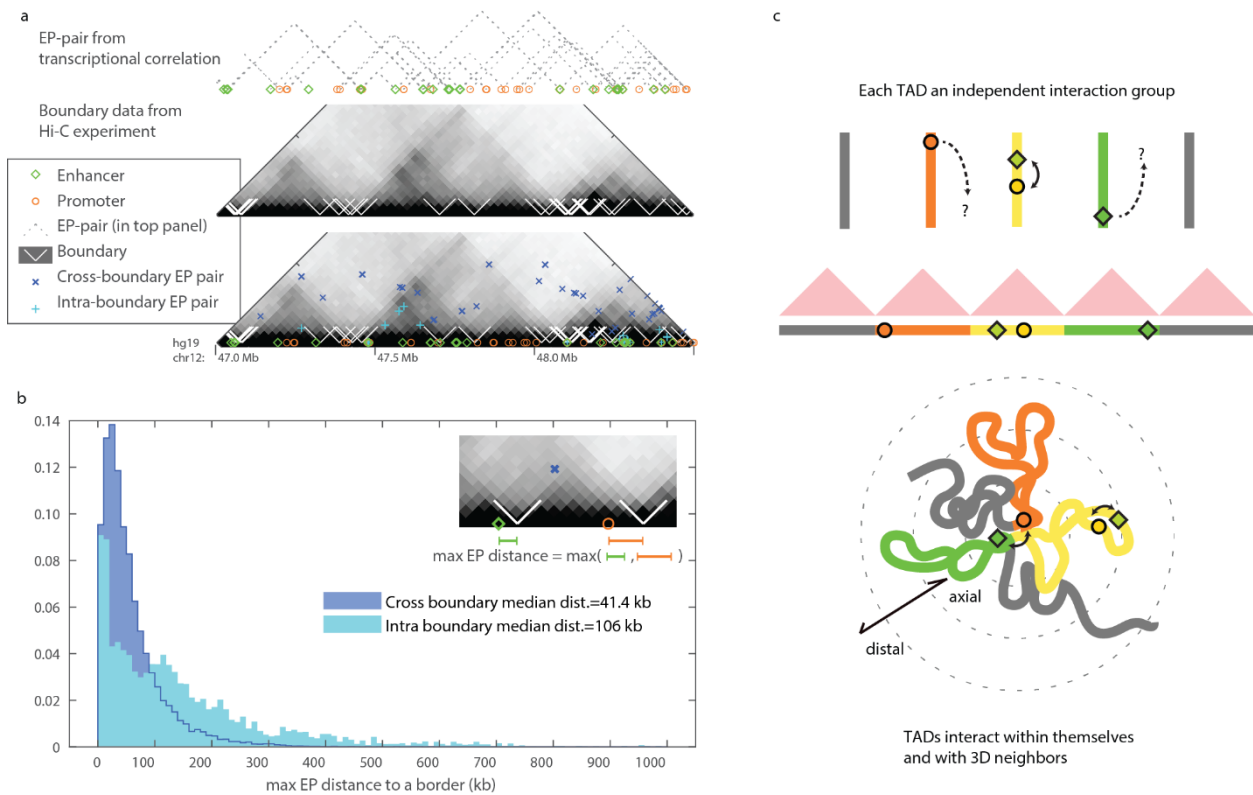 a
EP-pair from
transcriptional correlation
Boundary data from
Hi-C experiment
Enhancer
Promoter
EP-pair (in top panel)
Boundary
Cross-boundary EP pair
Intra-boundary EP pair
hg19
chr12:
47.0 Mb
47.5 Mb
48.0 Mb
b
0.14
0.12
0.10
0.08
0.06
0.04
0.02
0
max EP distance = max( , )
Cross boundary median dist.=41.4 kb
Intra boundary median dist.=106 kb
0
100
200
300
400
500
600
700
800
900
1000
max EP distance to a border (kb)
c
Each TAD an independent interaction group
?
?
axial
distal
TADs interact within themselves
and with 3D neighbors